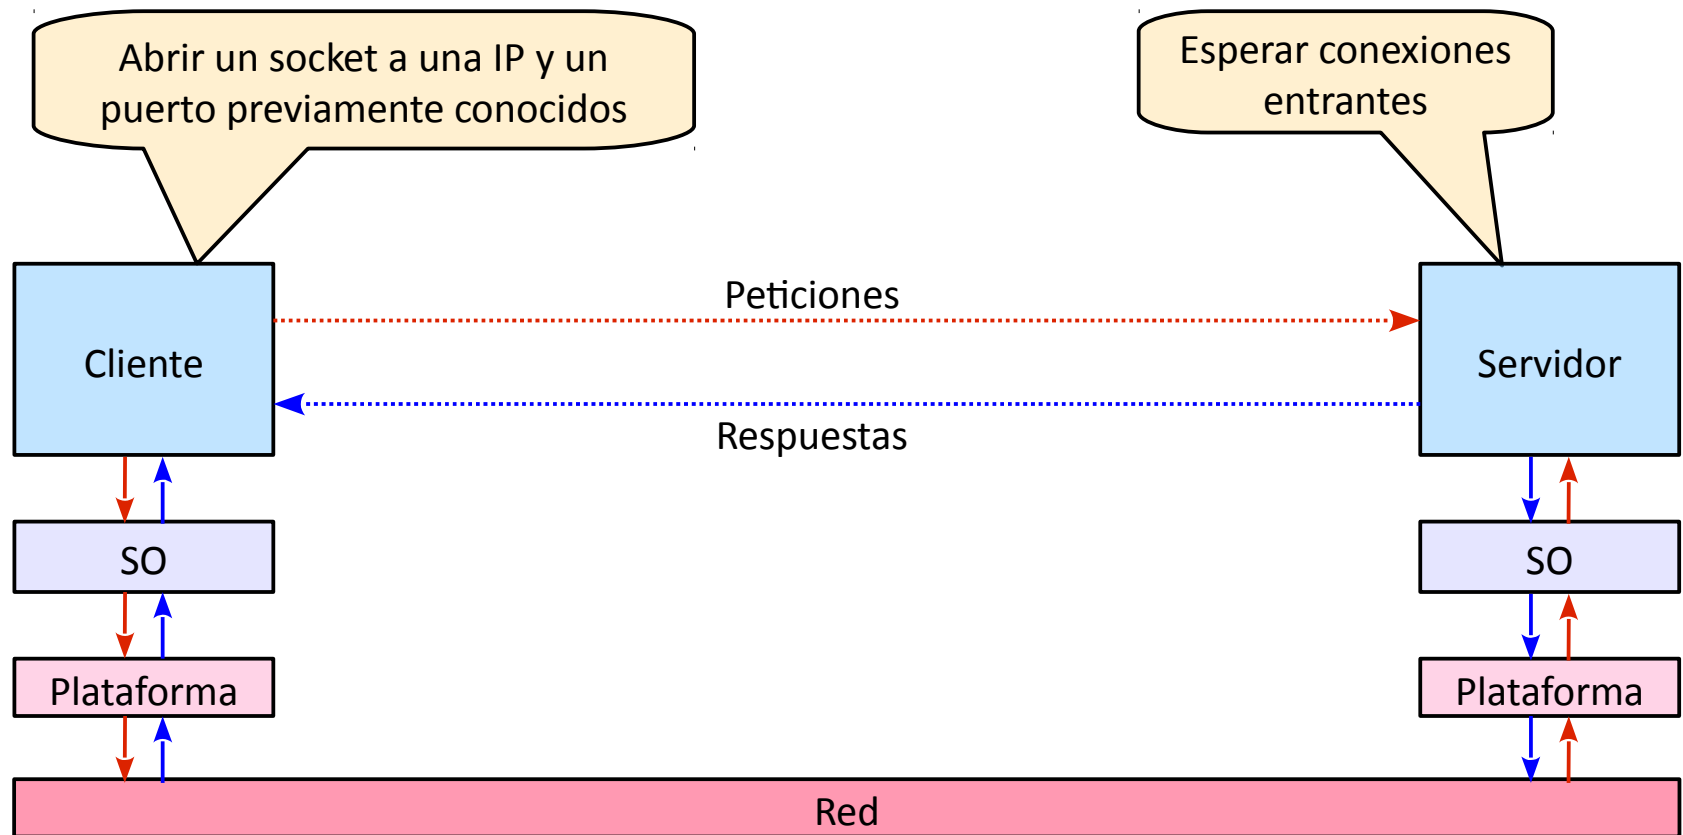 Abrir un socket a una IP y un
puerto previamente conocidos
Esperar conexiones
entrantes
Peticiones
Cliente
Servidor
Respuestas
SO
SO
Plataforma
Plataforma
Red